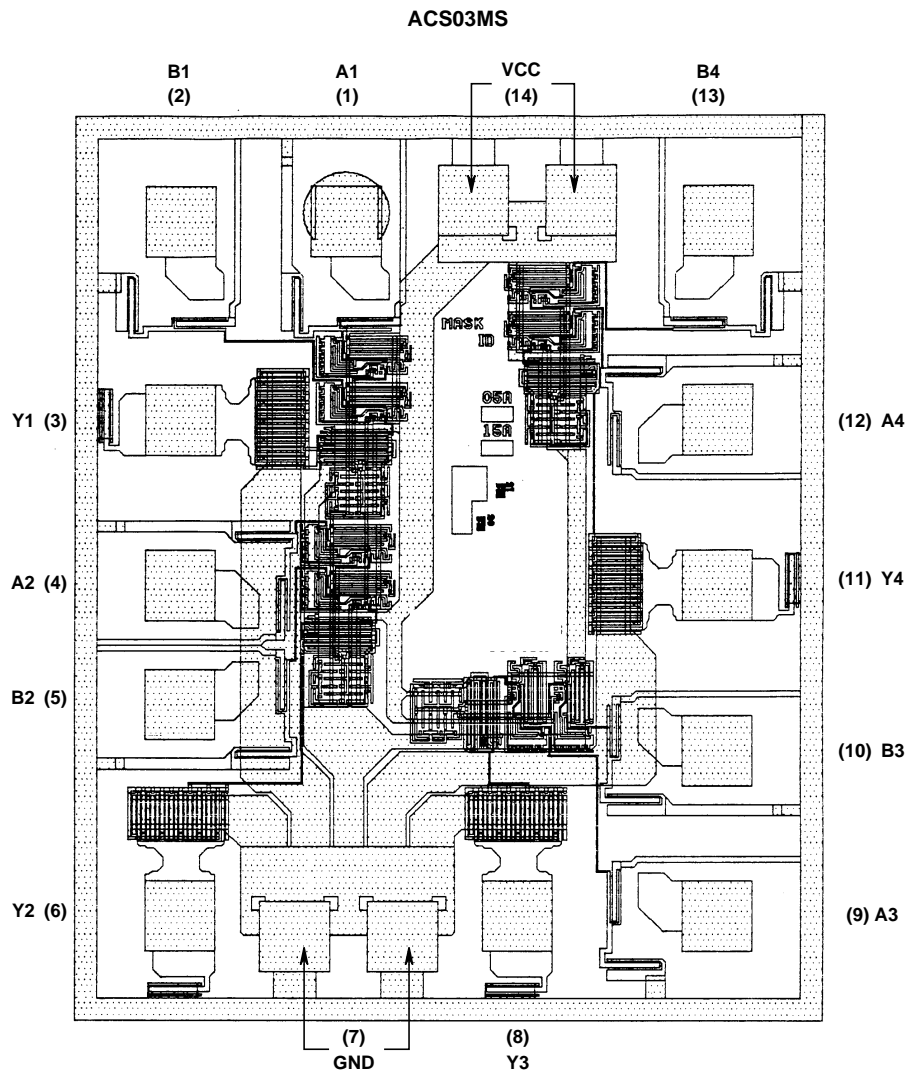 ACS03MS
B1
(2)
A1
(1)
VCC
(14)
B4
(13)
MASK
ID
05A
15A
Y1 (3)
(12) A4
A2 (4)
(11) Y4
B2 (5)
(10) B3
Y2 (6)
(9) A3
(7)
GND
(8)
Y3